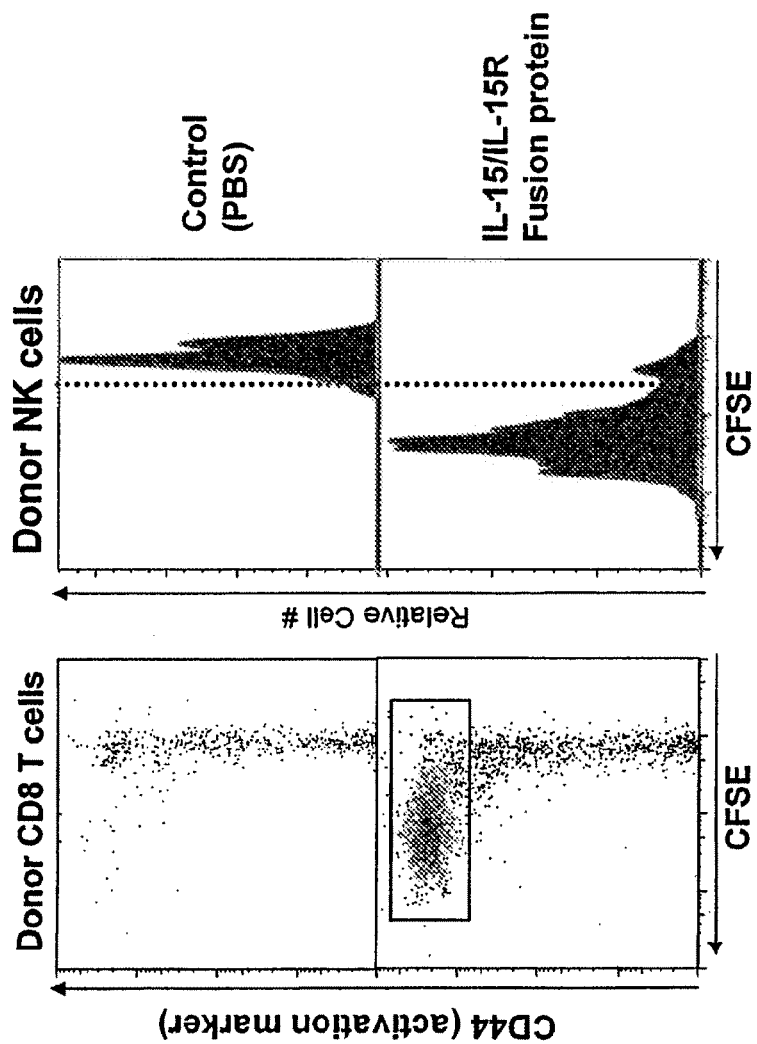 Donor CD8 T cells
Donor NK cells
CD44 (activation marker)
Relative Cell #
Control
(PBS)
IL-15/IL-15R
Fusion protein
CFSE
CFSE